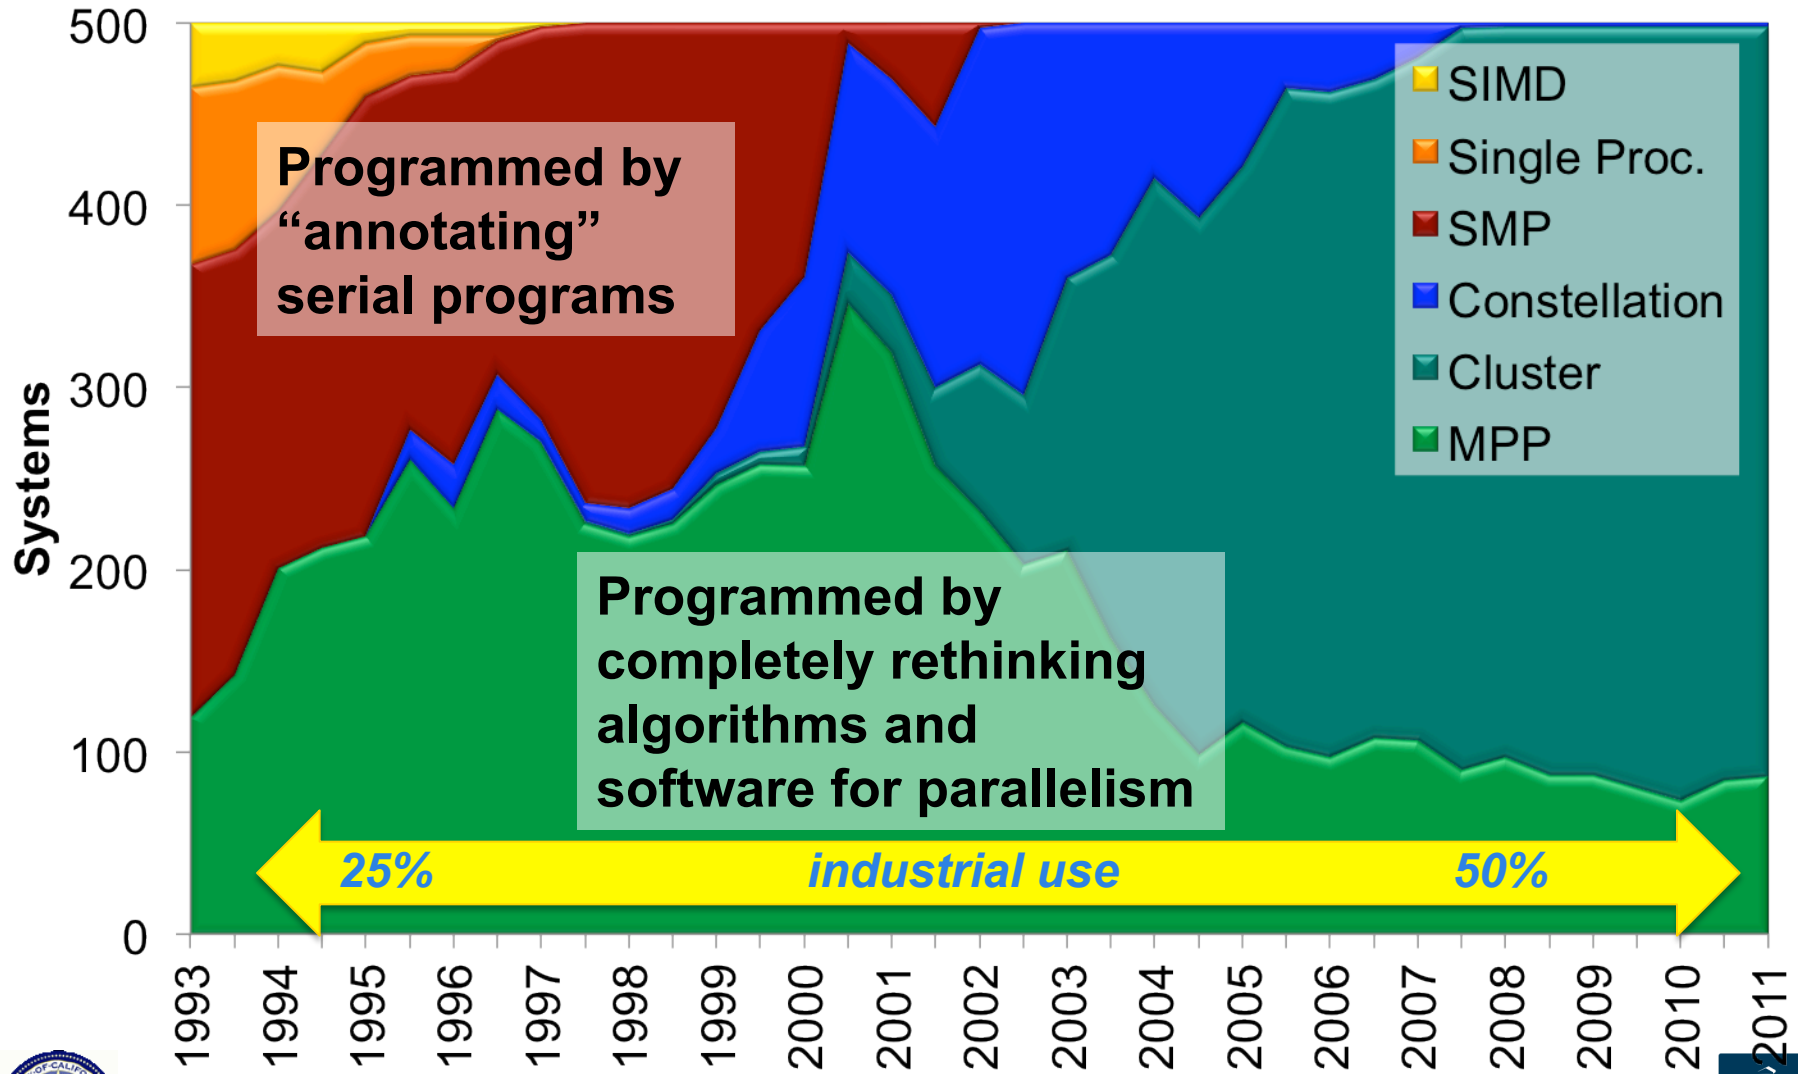 500
400
300
200
100
0
Systems
SIMD
Single Proc.
SMP
Constellation
Cluster
MPP
Programmed by
“annotating”
serial programs
Programmed by
completely rethinking
algorithms and
software for parallelism
25% industrial use 50%
1993 1994 1995 1996 1997 1998 1999 2000 2001 2002 2003 2004 2005 2006 2007 2008 2009 2010 2011